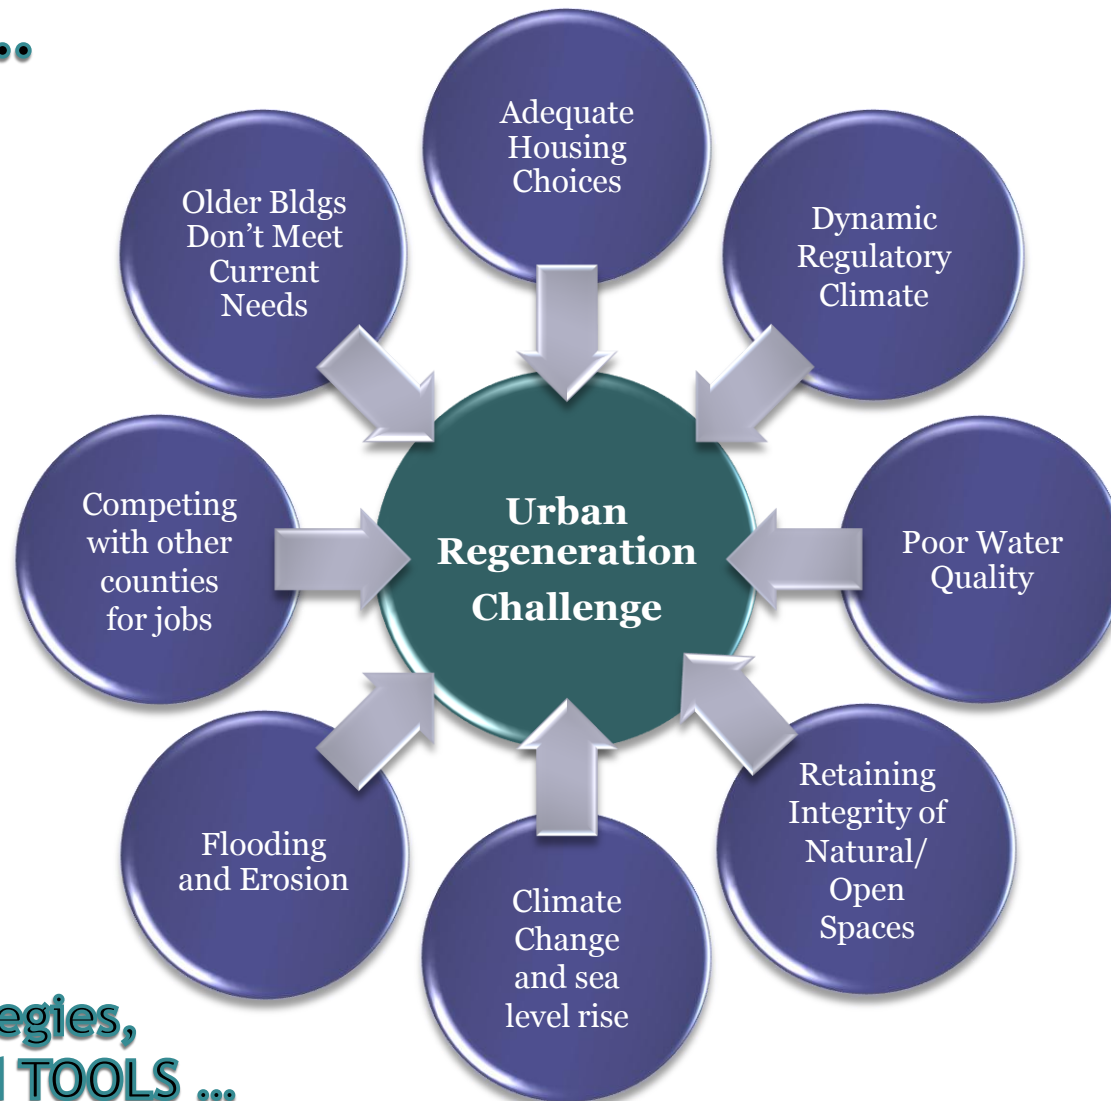 ...
Adequate
Housing
Choices
Older Bldgs
Don’t Meet
Current
Needs
Dynamic
Regulatory
Climate
Urban
Regeneration
Challenge
Competing
with other
counties
for jobs
Poor Water
Quality
Flooding
and Erosion
Climate
Change
and sea
level rise
Retaining
Integrity of
Natural/
Open
Spaces
egies,
TOOLS ...